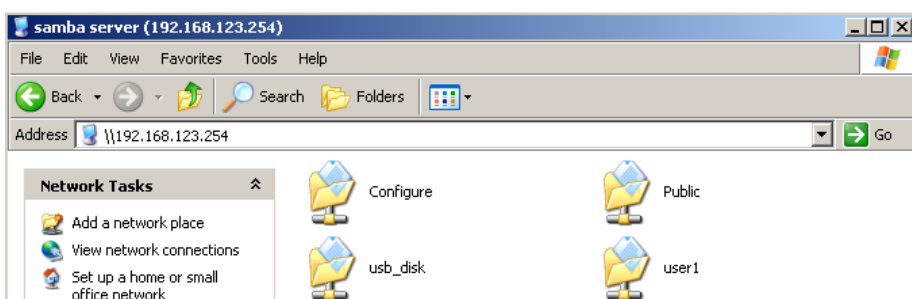 samba server (192.168.123.254)
File Edit View Favorites Tools Help
Back Search Folders
Address \\192.168.123.254 Go
Network Tasks
Add a network place
View network connections
Set up a home or small
office network
Configure
Public
usb_disk
user1